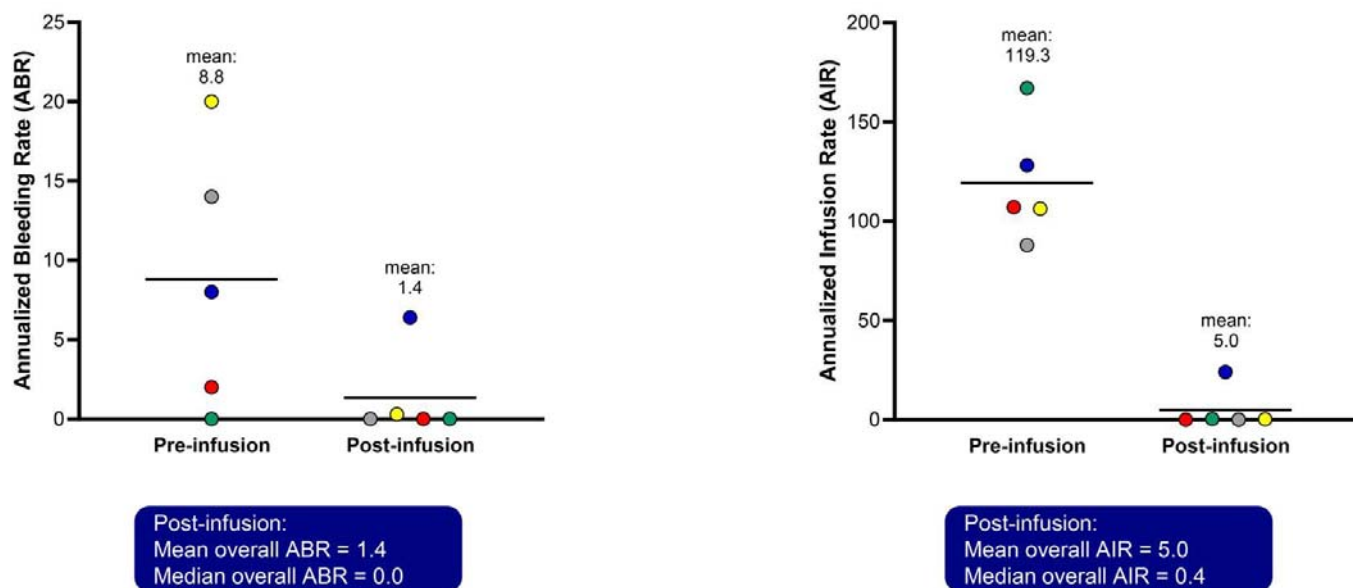 Annualized Bleeding Rate (ABR)
25
20
15
10
5
0
mean:
8.8
mean:
1.4
Pre-infusion
Post-infusion
Post-infusion:
Mean overall ABR = 1.4
Median overall ABR = 0.0
Annualized Infusion Rate (AIR)
200
150
100
50
0
mean:
119.3
mean:
5.0
Pre-infusion
Post-infusion
Post-infusion:
Mean overall AIR = 5.0
Median overall AIR = 0.4